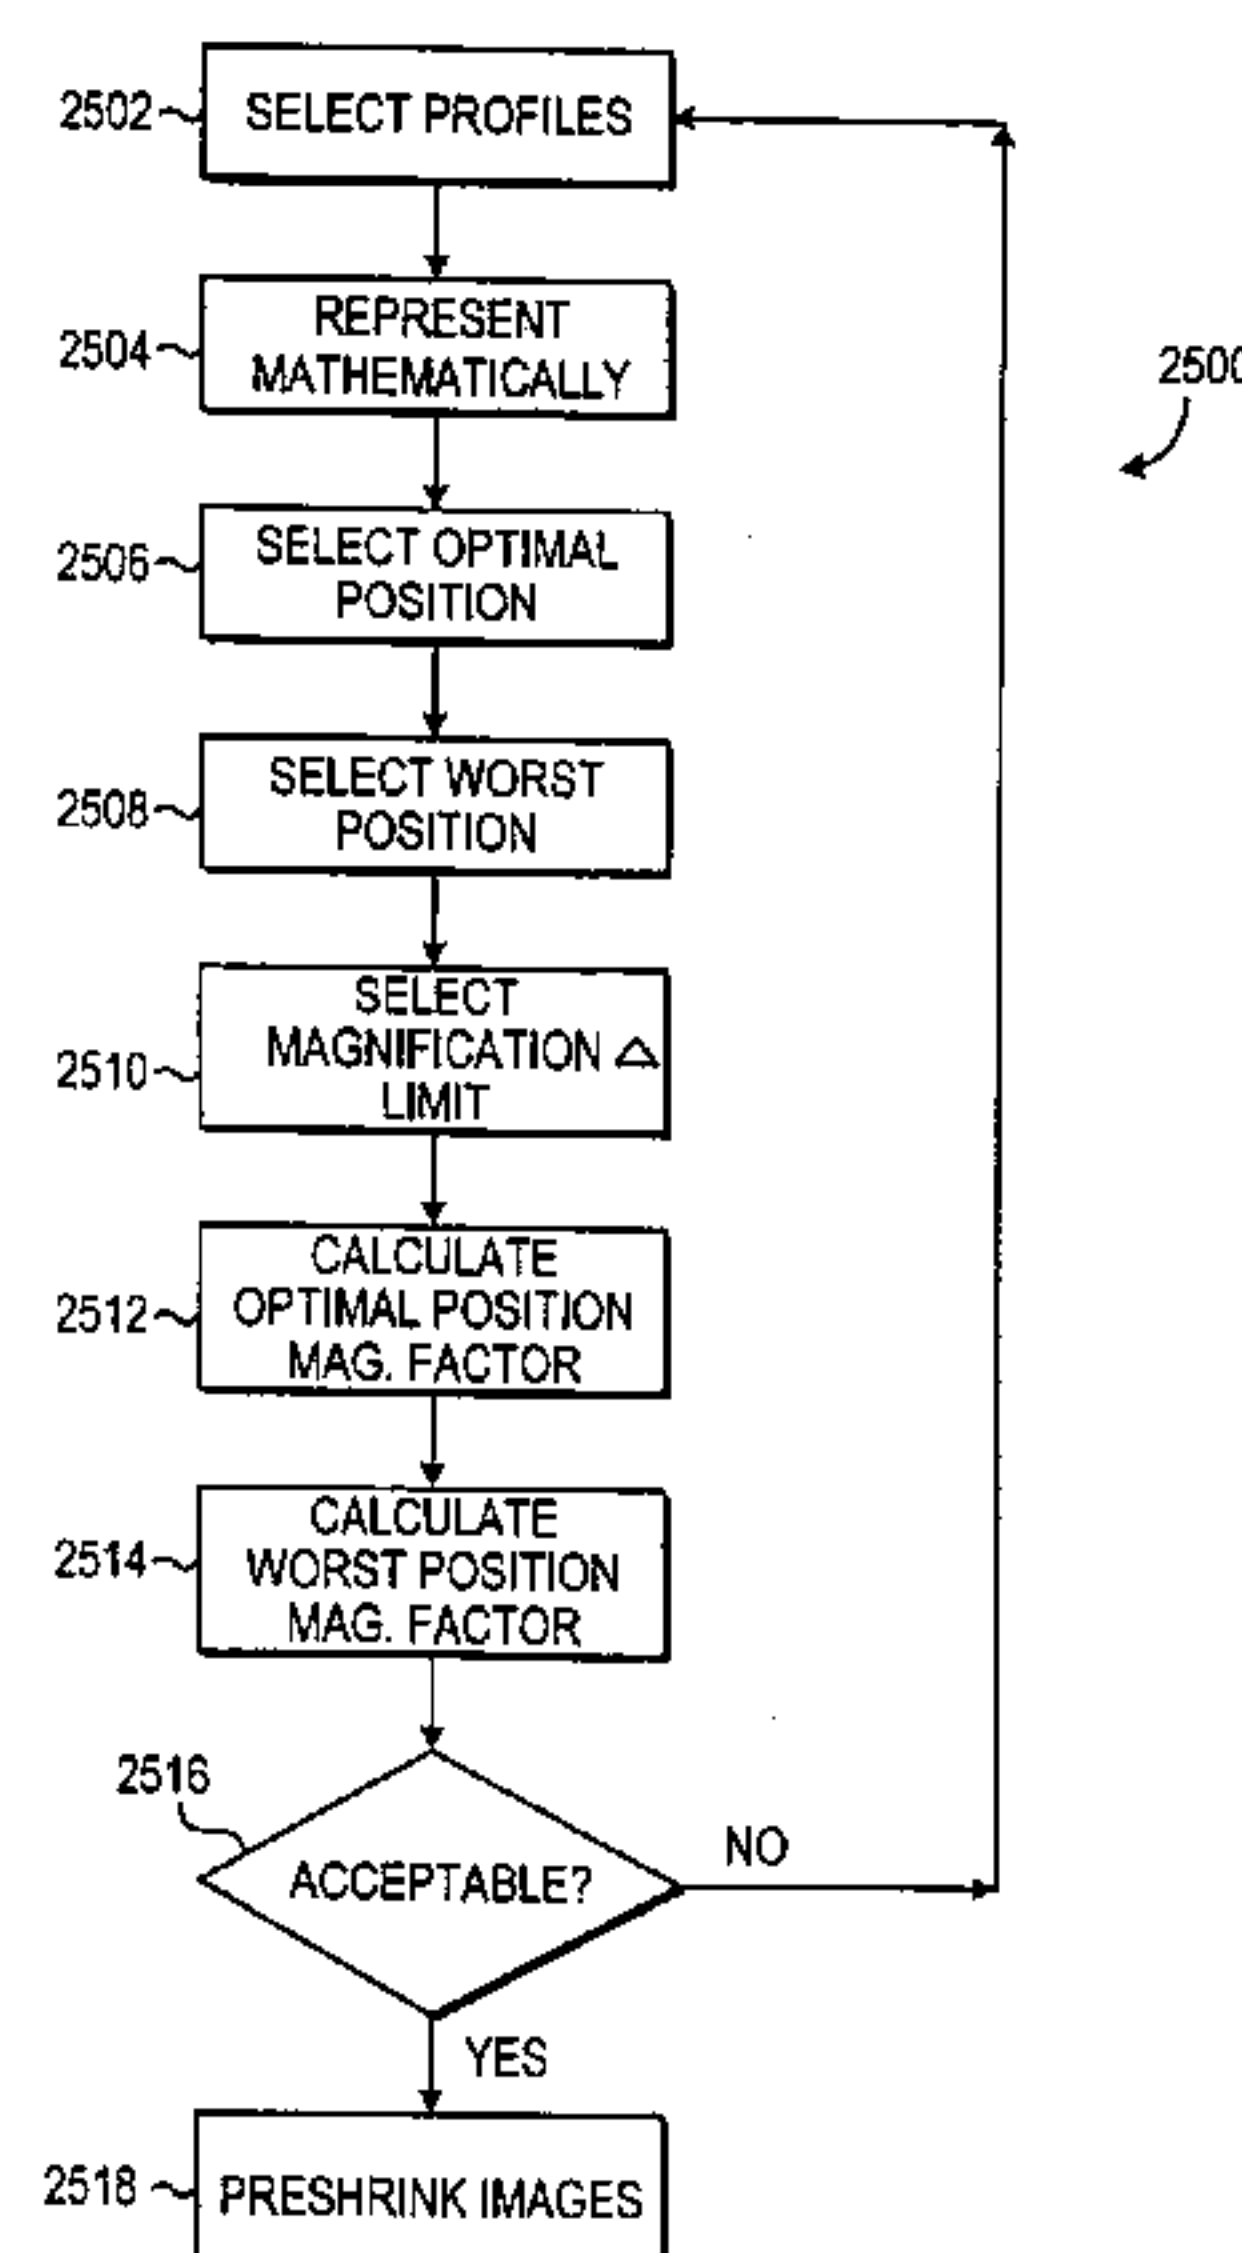 2502
SELECT PROFILES
2504
REPRESENT
MATHEMATICALLY
2500
2506
SELECT OPTIMAL
POSITION
2508
SELECT WORST
POSITION
2510
SELECT
MAGNIFICATION △
LIMIT
2512
CALCULATE
OPTIMAL POSITION
MAG. FACTOR
2514
CALCULATE
WORST POSITION
MAG. FACTOR
2516
ACCEPTABLE?
NO
YES
2518
PRESHRINK IMAGES